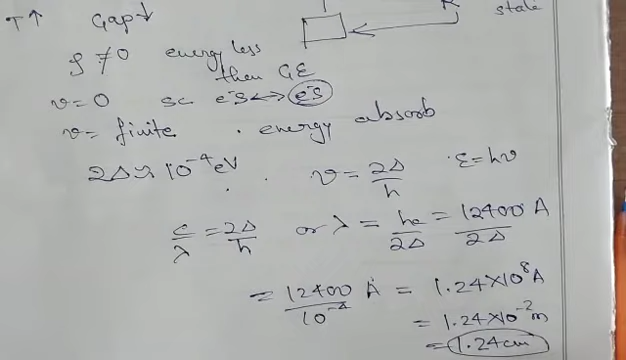 T↑ Gap↓ state
ρ ≠ 0 energy less
then GE
ν = 0 sc e⁻s ↔ e⁻s
ν = finite . energy absorb
2Δ ≈ 10⁻⁴ eV . ν = 2Δ/h . ε = hν
c/λ = 2Δ/h or λ = hc/2Δ = 12400 A/2Δ
= 12400/10⁻⁴ Å = 1.24×10⁸ A
= 1.24×10⁻² m
= 1.24 cm